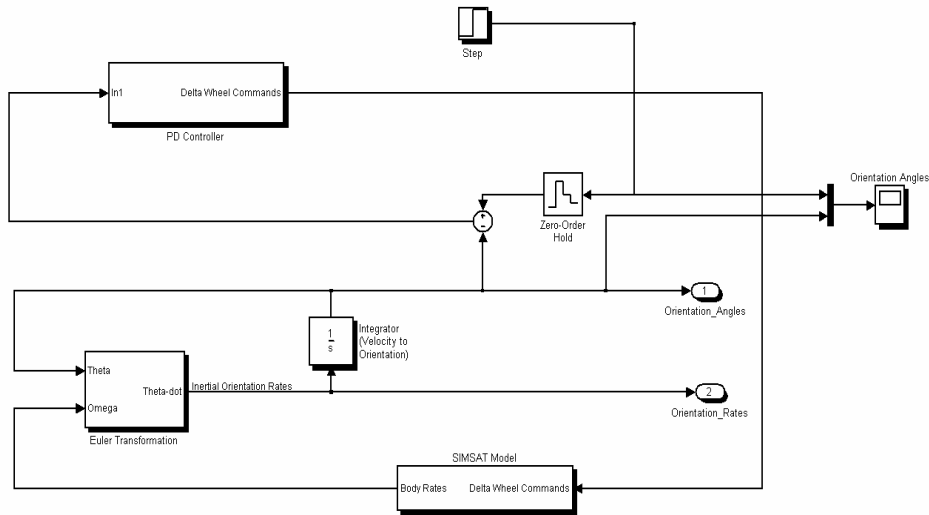 Step
In1
Delta Wheel Commands
PD Controller
Orientation Angles
+
-
Zero-Order
Hold
1
Orientation_Angles
1
s
Integrator
(Velocity to
Orientation)
Theta
Theta-dot
Omega
Euler Transformation
Inertial Orientation Rates
2
Orientation_Rates
SIMSAT Model
Body Rates
Delta Wheel Commands